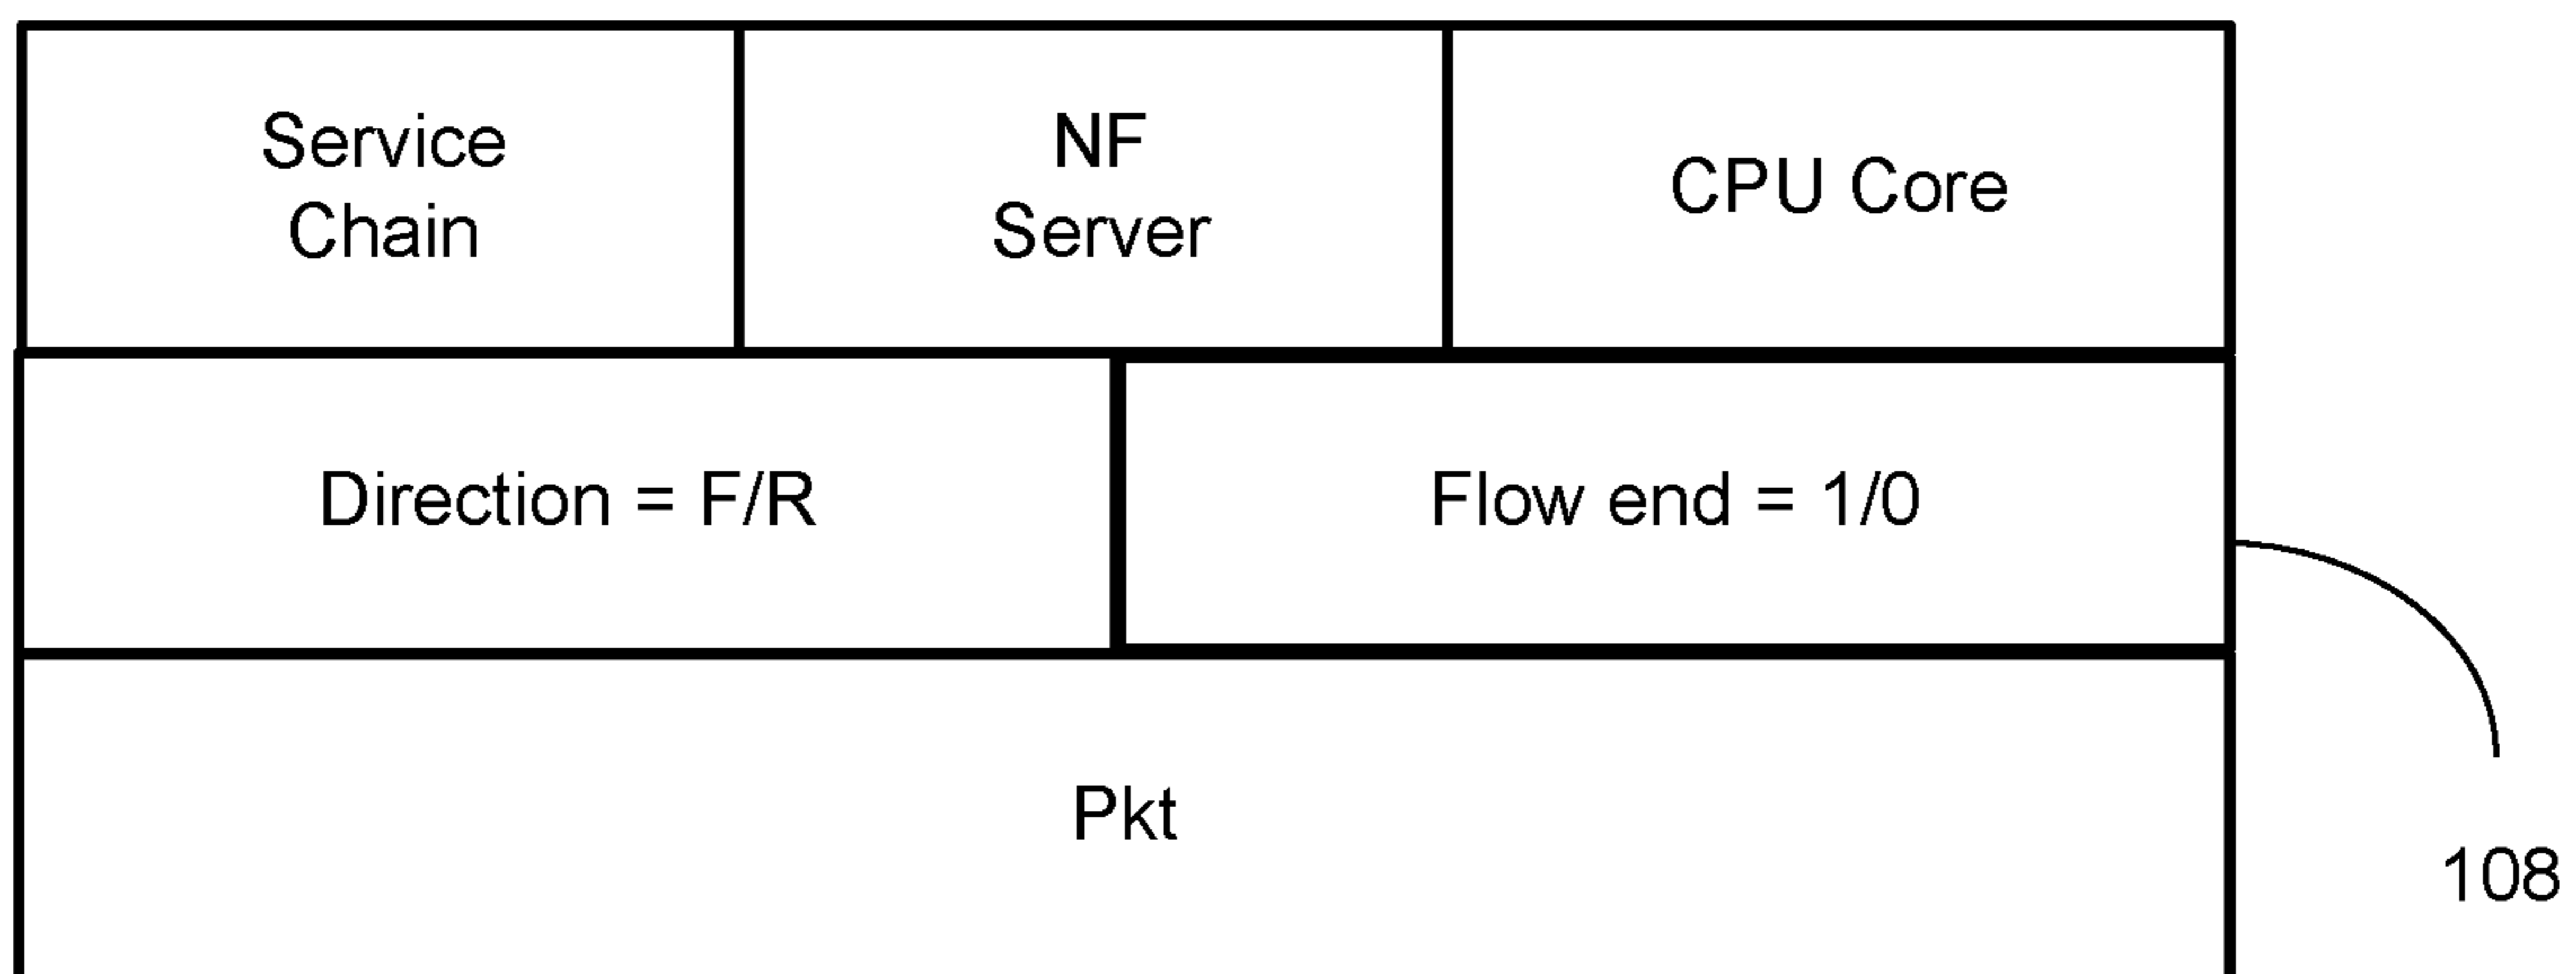 Service
Chain
NF
Server
CPU Core
Direction = F/R
Flow end = 1/0
Pkt
108